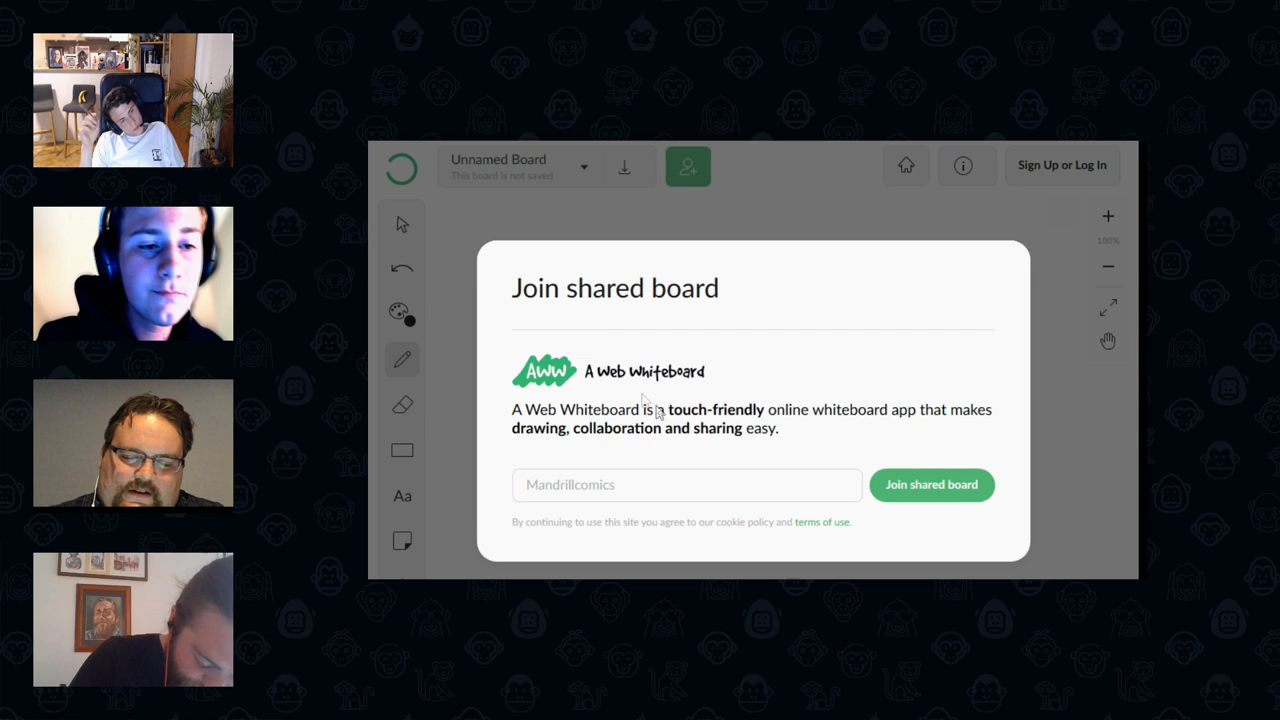 Unnamed Board
This board is not saved
Sign Up or Log In
100%
Join shared board
AWW A Web Whiteboard
A Web Whiteboard is a touch-friendly online whiteboard app that makes
drawing, collaboration and sharing easy.
Mandrillcomics
Join shared board
By continuing to use this site you agree to our cookie policy and terms of use.
Aa